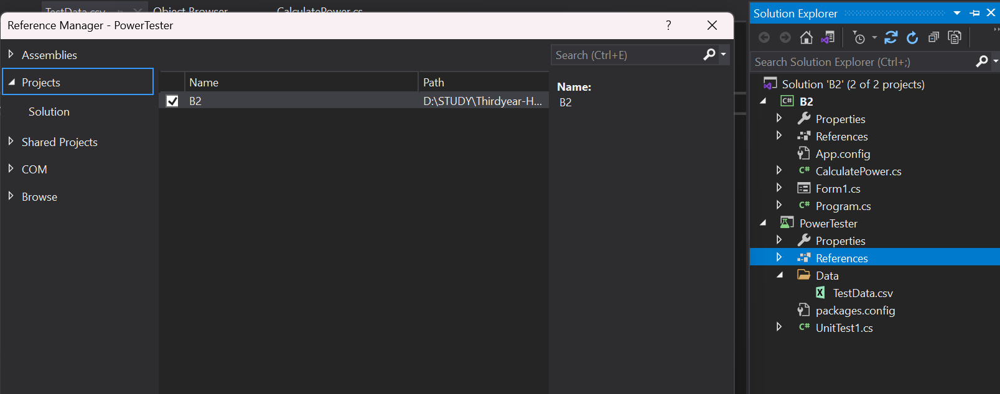 TestData.csv
Object Browser
CalculatePower.cs
Reference Manager - PowerTester
?
Assemblies
Projects
Solution
Shared Projects
COM
Browse
Name
Path
B2
D:\STUDY\Thirdyear-H...
Search (Ctrl+E)
Name:
B2
Solution Explorer
Search Solution Explorer (Ctrl+;)
Solution 'B2' (2 of 2 projects)
C# B2
Properties
References
App.config
C# CalculatePower.cs
Form1.cs
C# Program.cs
PowerTester
Properties
References
Data
X TestData.csv
packages.config
C# UnitTest1.cs